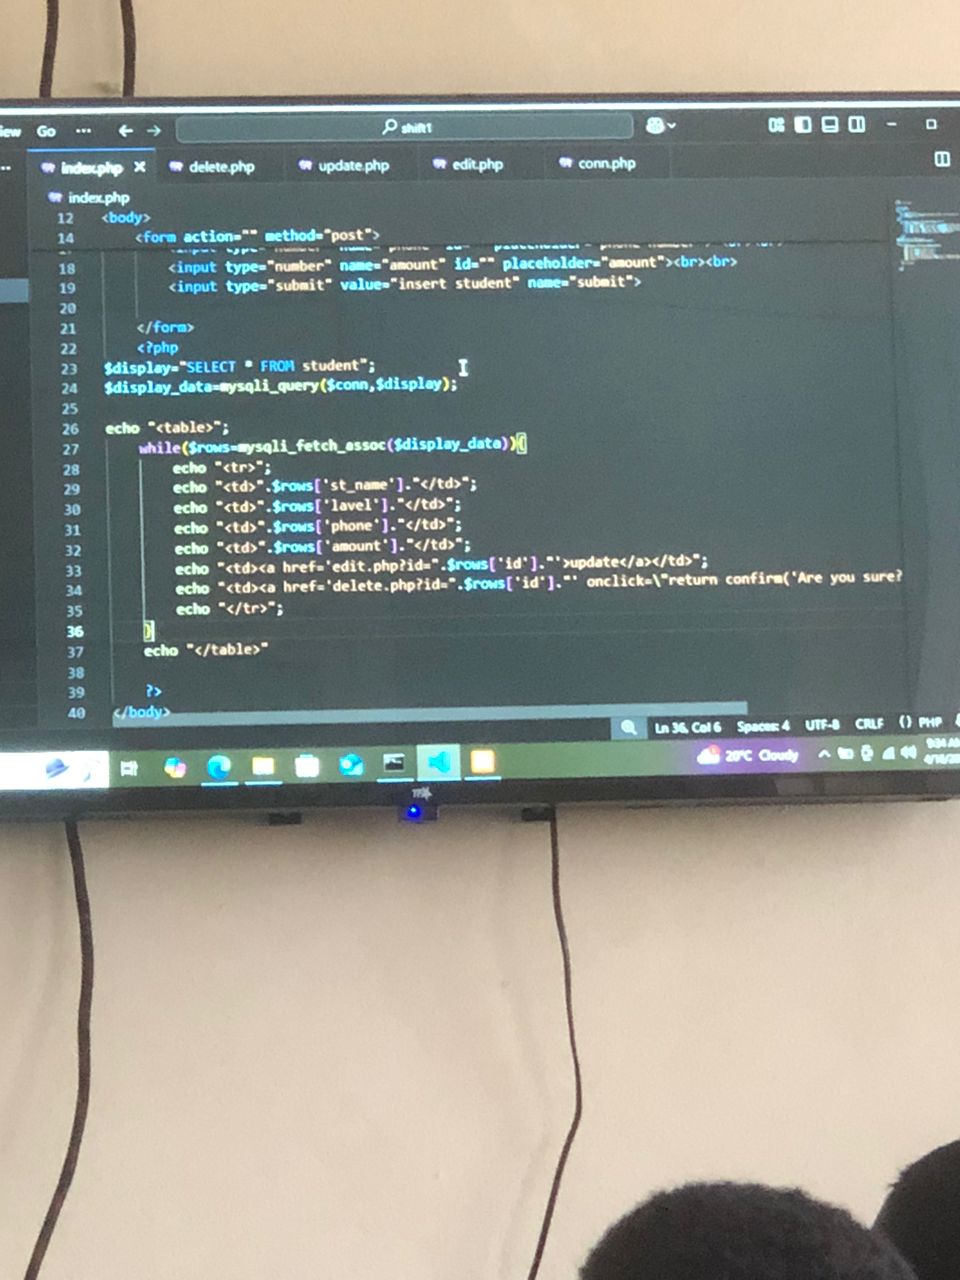 Go ··· ← → shift1
index.php × delete.php update.php edit.php conn.php
index.php
12 <body>
14 <form action="" method="post">
18 <input type="number" name="amount" id="" placeholder="amount"><br><br>
19 <input type="submit" value="insert student" name="submit">
20
21 </form>
22 <?php
23 $display="SELECT * FROM student";
24 $display_data=mysqli_query($conn,$display);
25
26 echo "<table>";
27 while($rows=mysqli_fetch_assoc($display_data)){
28 echo "<tr>";
29 echo "<td>".$rows['st_name']."</td>";
30 echo "<td>".$rows['lavel']."</td>";
31 echo "<td>".$rows['phone']."</td>";
32 echo "<td>".$rows['amount']."</td>";
33 echo "<td><a href='edit.php?id=".$rows['id']."'>update</a></td>";
34 echo "<td><a href='delete.php?id=".$rows['id']."' onclick=\"return confirm('Are you sure?
35 echo "</tr>";
36 }
37 echo "</table>"
38
39 ?>
40 </body>
Ln 36, Col 6 Spaces: 4 UTF-8 CRLF {} PHP
20°C Cloudy